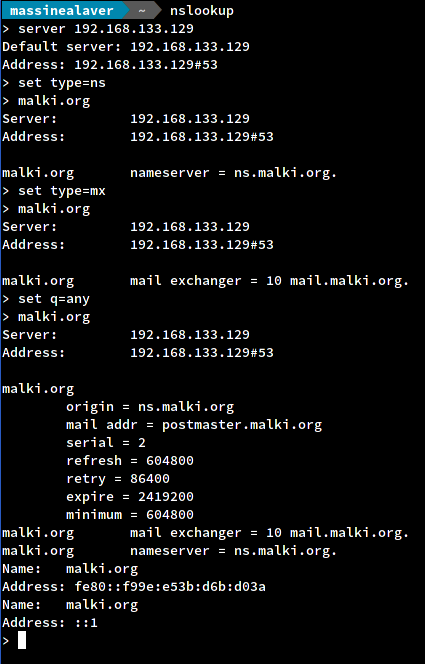 massinealaver ~ nslookup
> server 192.168.133.129
Default server: 192.168.133.129
Address: 192.168.133.129#53
> set type=ns
> malki.org
Server:         192.168.133.129
Address:        192.168.133.129#53

malki.org       nameserver = ns.malki.org.
> set type=mx
> malki.org
Server:         192.168.133.129
Address:        192.168.133.129#53

malki.org       mail exchanger = 10 mail.malki.org.
> set q=any
> malki.org
Server:         192.168.133.129
Address:        192.168.133.129#53

malki.org
        origin = ns.malki.org
        mail addr = postmaster.malki.org
        serial = 2
        refresh = 604800
        retry = 86400
        expire = 2419200
        minimum = 604800
malki.org       mail exchanger = 10 mail.malki.org.
malki.org       nameserver = ns.malki.org.
Name:   malki.org
Address: fe80::f99e:e53b:d6b:d03a
Name:   malki.org
Address: ::1
>